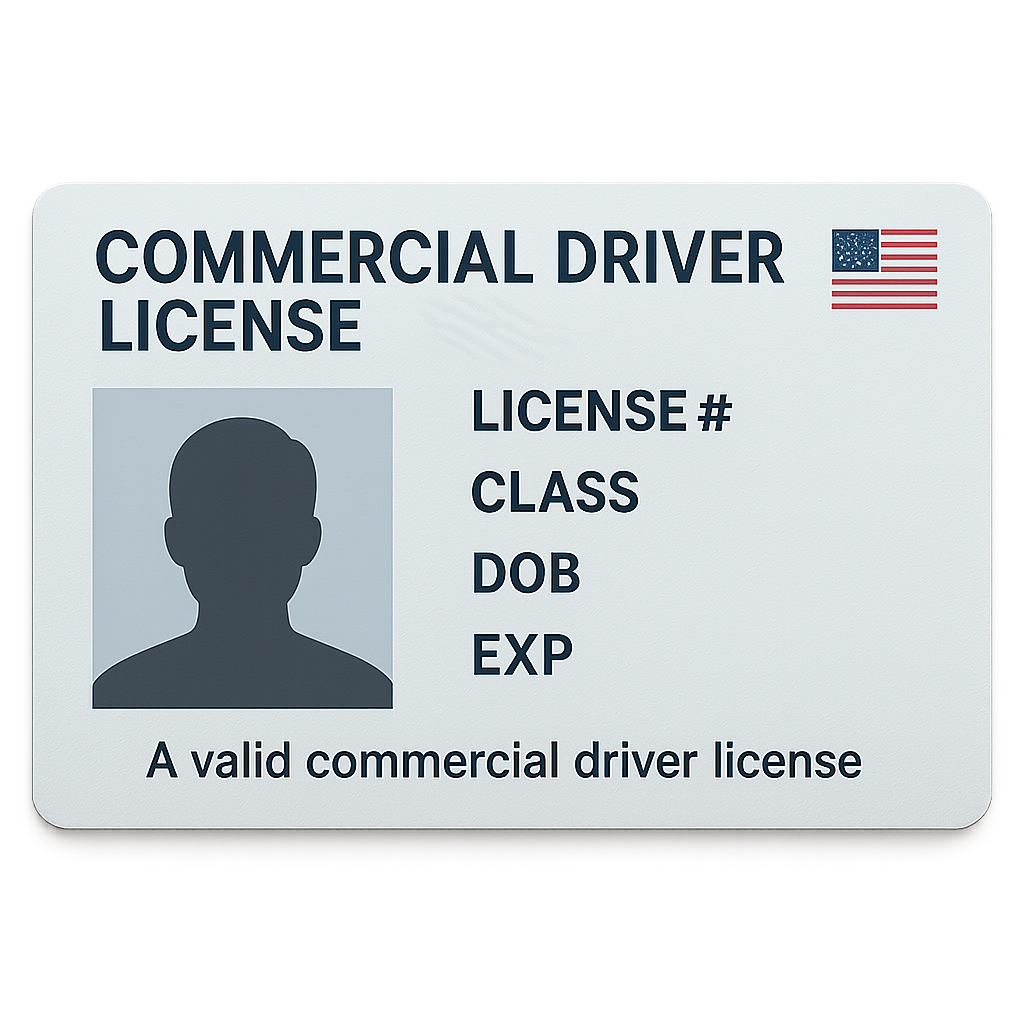 COMMERCIAL DRIVER
LICENSE
LICENSE #
CLASS
DOB
EXP
A valid commercial driver license